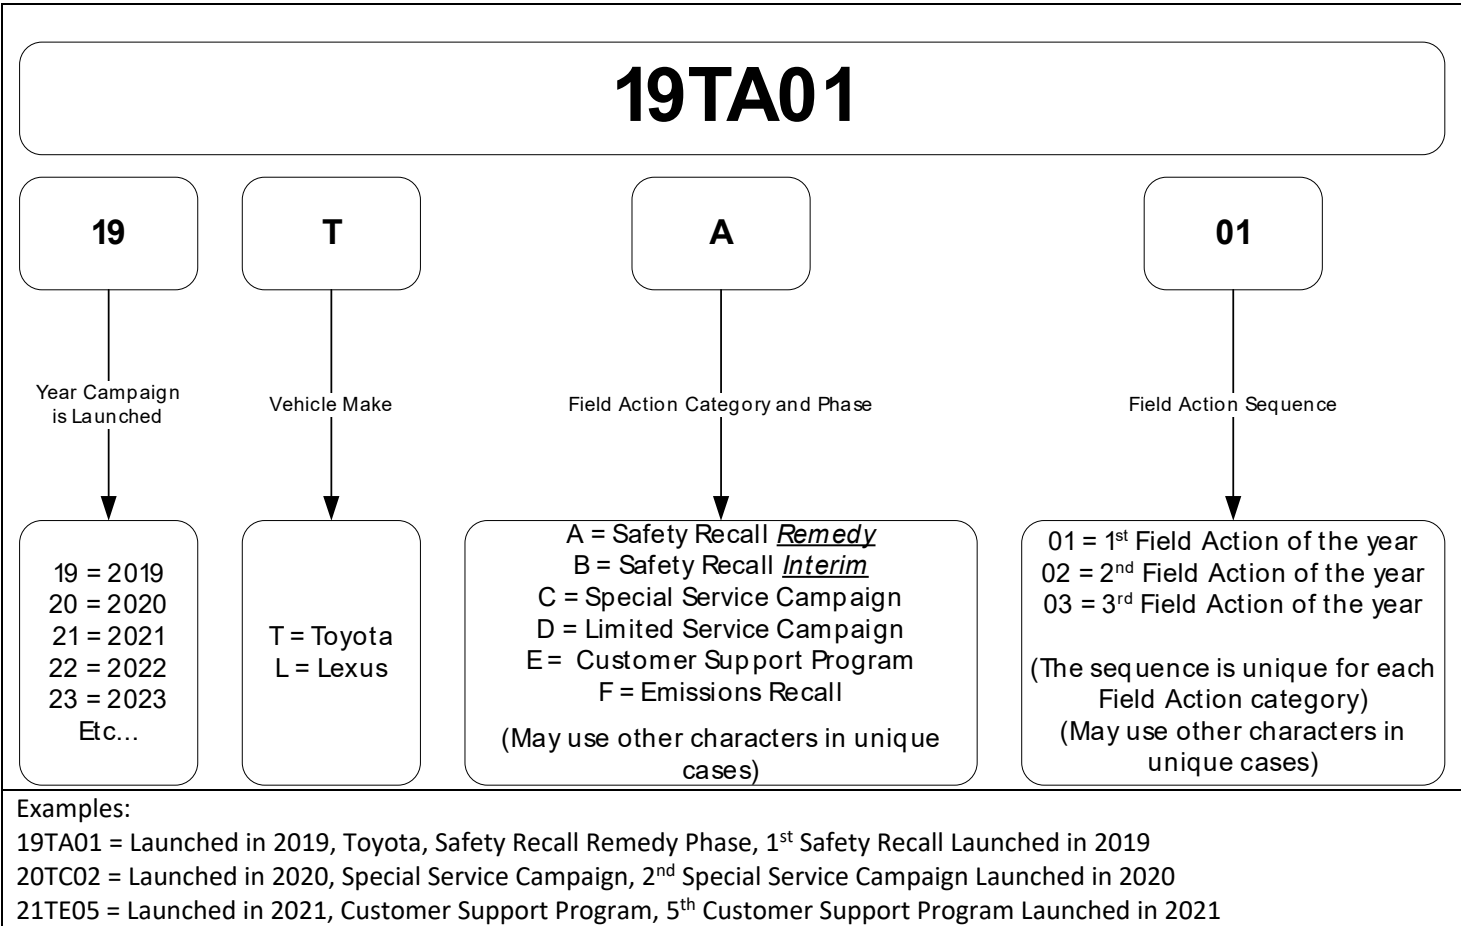 19TA01
19
T
A
01
Year Campaign
is Launched
Vehicle Make
Field Action Category and Phase
Field Action Sequence
19 = 2019
20 = 2020
21 = 2021
22 = 2022
23 = 2023
Etc...
T = Toyota
L = Lexus
A = Safety Recall Remedy
B = Safety Recall Interim
C = Special Service Campaign
D = Limited Service Campaign
E = Customer Support Program
F = Emissions Recall
(May use other characters in unique
cases)
01 = 1st Field Action of the year
02 = 2nd Field Action of the year
03 = 3rd Field Action of the year
(The sequence is unique for each
Field Action category)
(May use other characters in
unique cases)
Examples:
19TA01 = Launched in 2019, Toyota, Safety Recall Remedy Phase, 1st Safety Recall Launched in 2019
20TC02 = Launched in 2020, Special Service Campaign, 2nd Special Service Campaign Launched in 2020
21TE05 = Launched in 2021, Customer Support Program, 5th Customer Support Program Launched in 2021